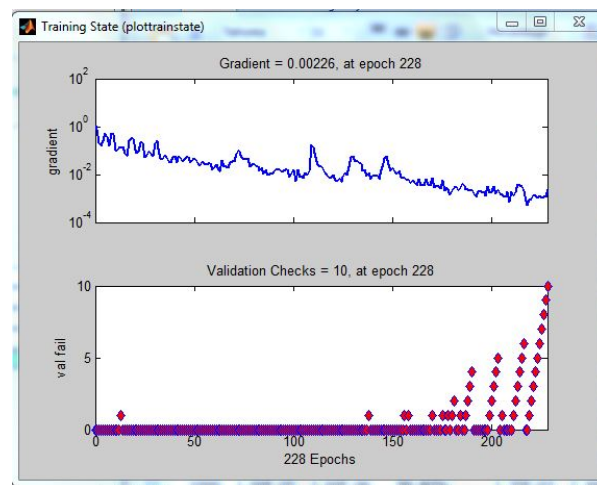 Training State (plottrainstate)
Gradient = 0.00226, at epoch 228
10^2
10^0
10^-2
10^-4
gradient
Validation Checks = 10, at epoch 228
10
5
0
val fail
0 50 100 150 200
228 Epochs